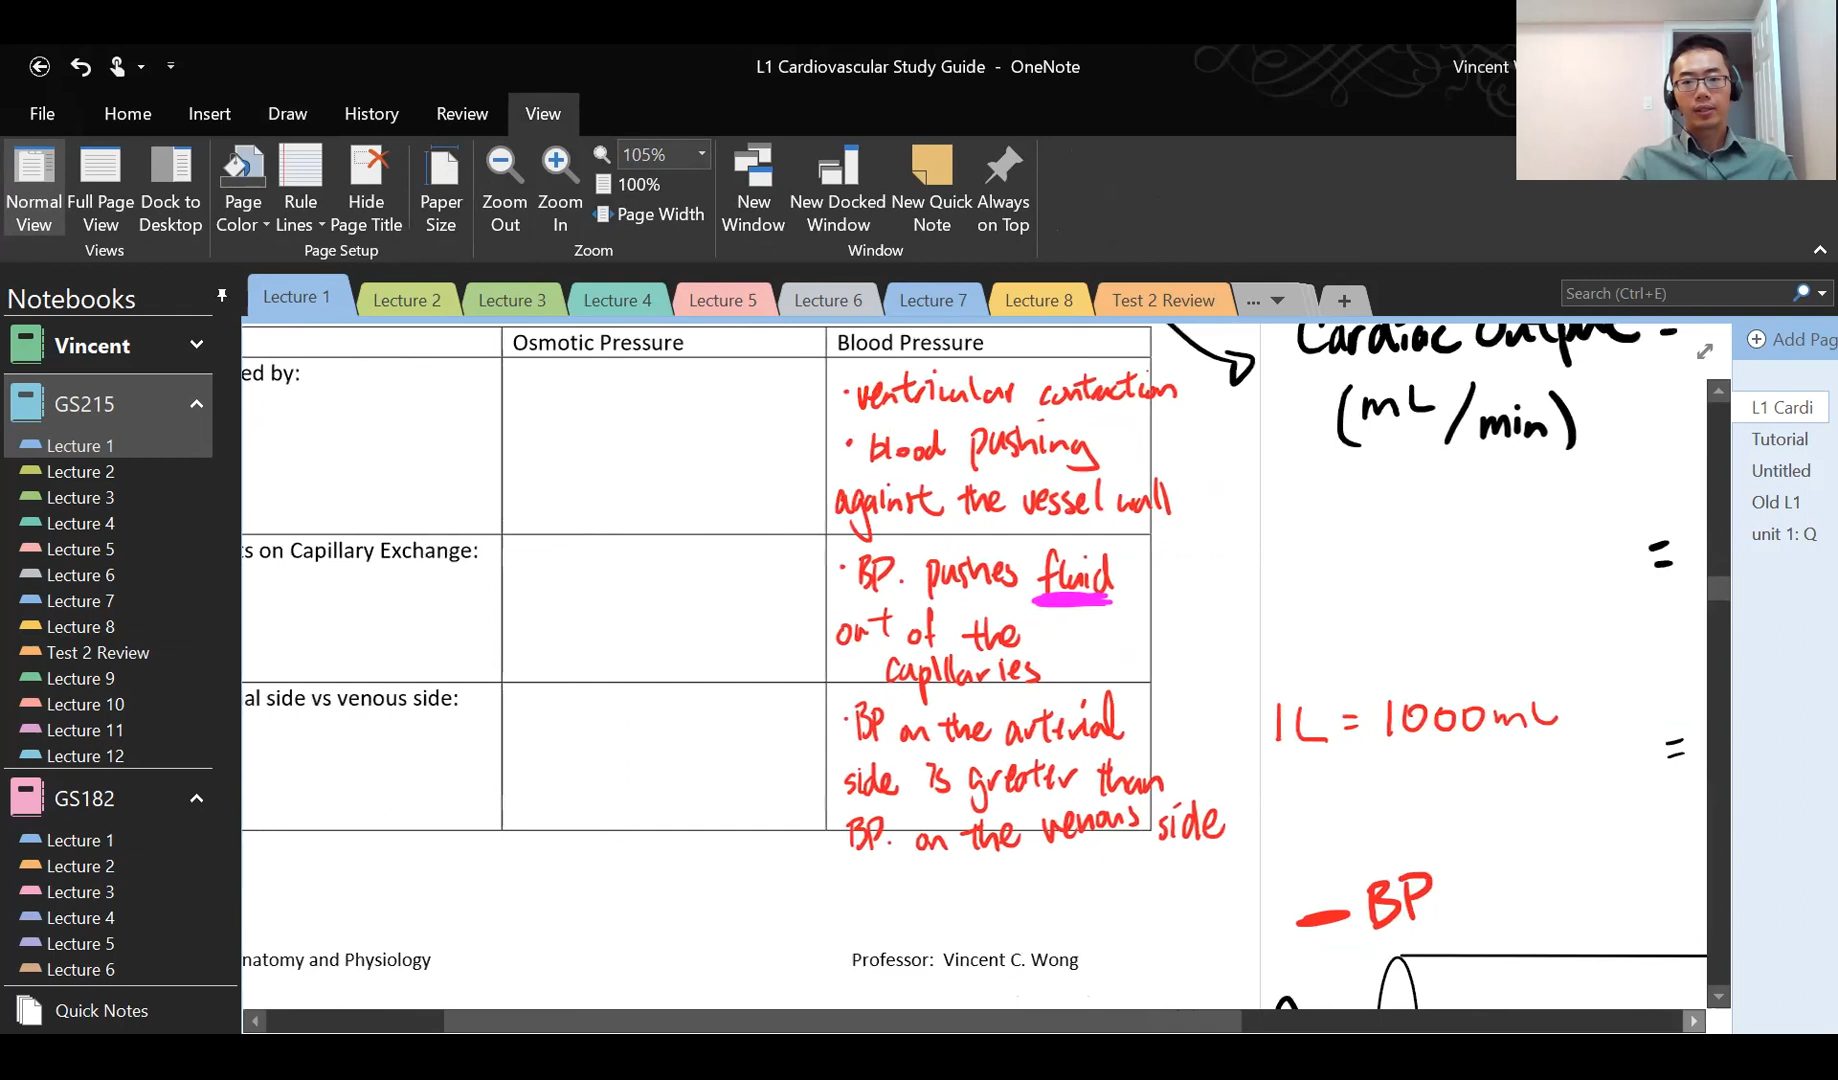 L1 Cardiovascular Study Guide - OneNote
Vincent
File
Home
Insert
Draw
History
Review
View
Normal View
Full Page View
Dock to Desktop
Views
Page Color
Rule Lines
Hide Page Title
Paper Size
Page Setup
Zoom Out
Zoom In
105%
100%
Page Width
Zoom
New Window
New Docked Window
New Quick Note
Always on Top
Window
Notebooks
Lecture 1
Lecture 2
Lecture 3
Lecture 4
Lecture 5
Lecture 6
Lecture 7
Lecture 8
Test 2 Review
...
Search (Ctrl+E)
Vincent
GS215
Lecture 1
Lecture 2
Lecture 3
Lecture 4
Lecture 5
Lecture 6
Lecture 7
Lecture 8
Test 2 Review
Lecture 9
Lecture 10
Lecture 11
Lecture 12
GS182
Lecture 1
Lecture 2
Lecture 3
Lecture 4
Lecture 5
Lecture 6
Quick Notes
Osmotic Pressure
Blood Pressure
ed by:
· ventricular contraction
· blood pushing
against the vessel wall
ts on Capillary Exchange:
· BP. pushes fluid
out of the
capillaries
al side vs venous side:
· BP on the arterial
side is greater than
BP. on the venous side
natomy and Physiology
Professor: Vincent C. Wong
Cardiac output =
(mL/min)
=
1L = 1000mL
=
- BP
Add Pag
L1 Cardi
Tutorial
Untitled
Old L1
unit 1: Q